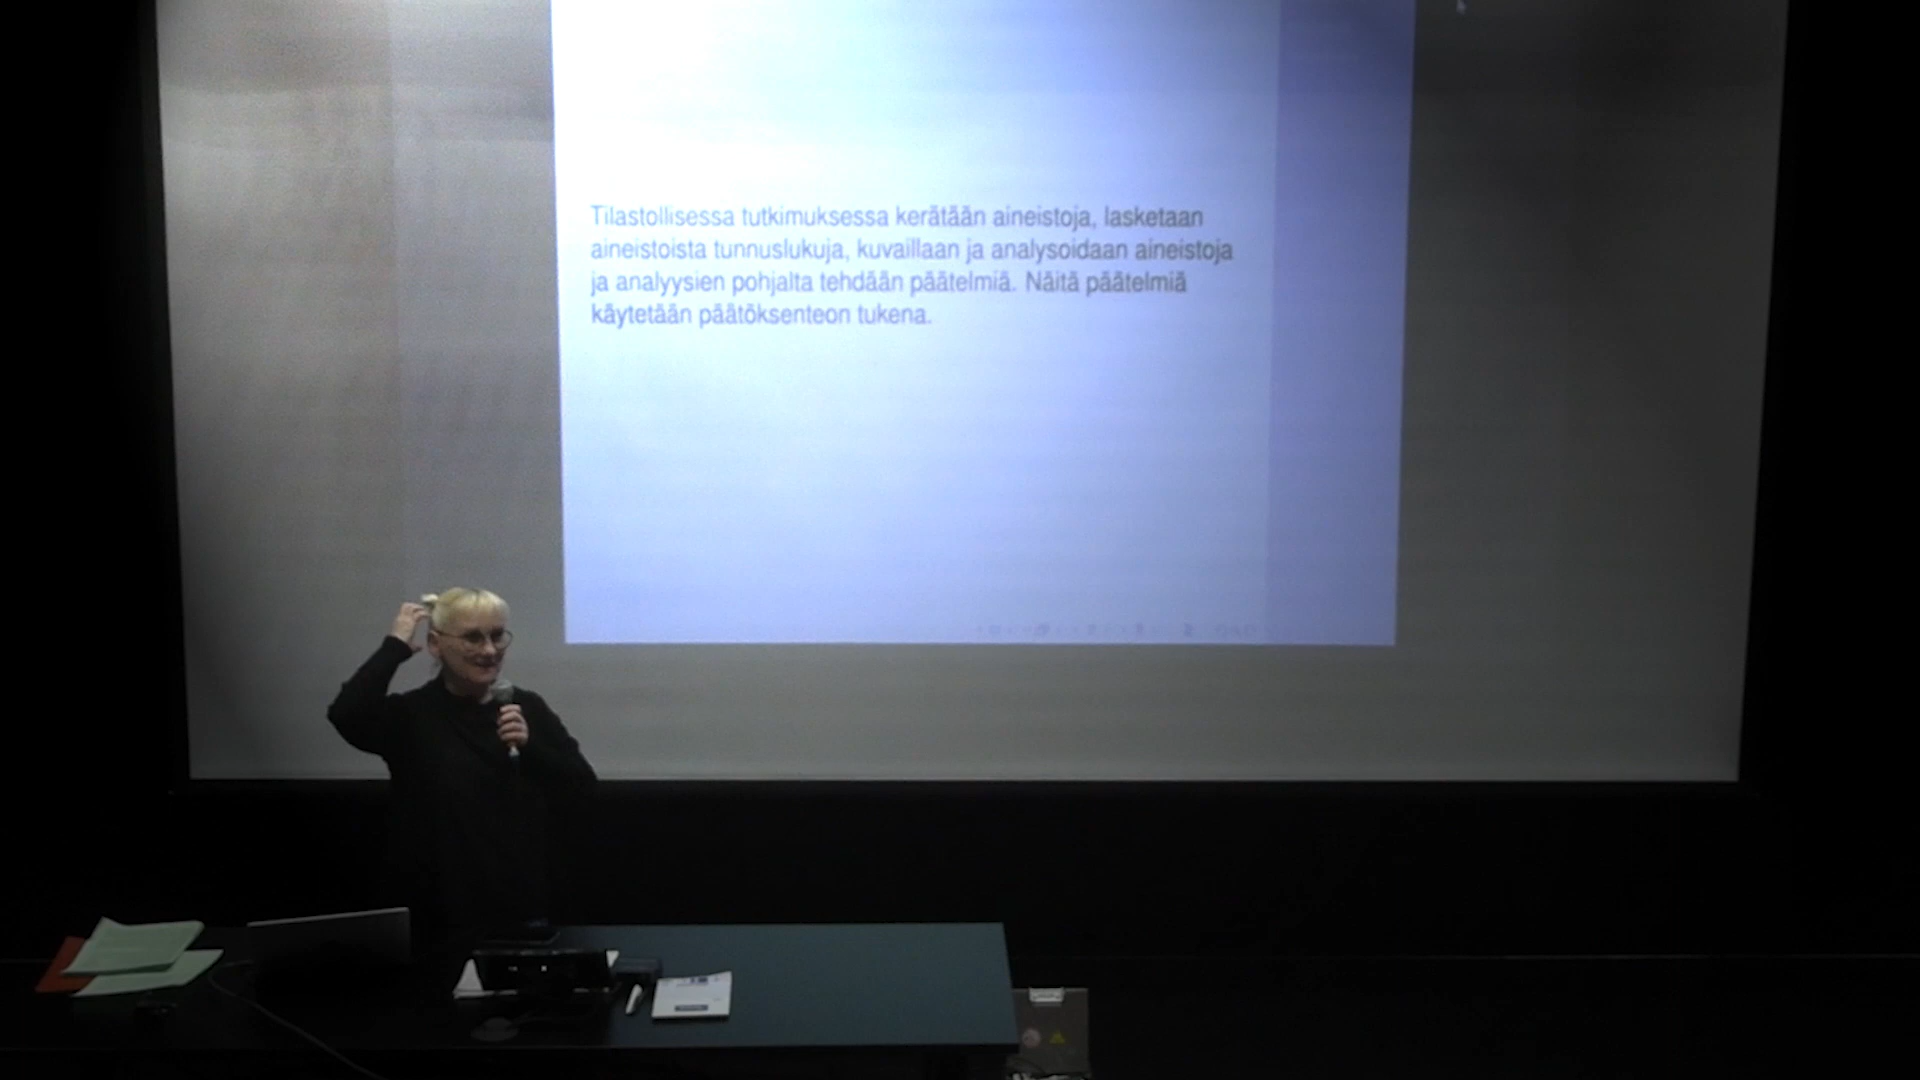 Tilastollisessa tutkimuksessa kerätään aineistoja, lasketaan
aineistoista tunnuslukuja, kuvaillaan ja analysoidaan aineistoja
ja analyysien pohjalta tehdään päätelmiä. Näitä päätelmiä
käytetään päätöksenteon tukena.